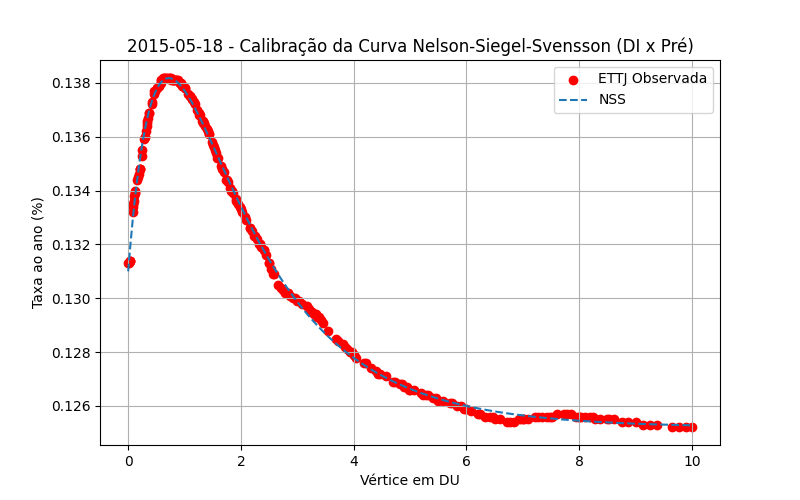 2015-05-18 - Calibração da Curva Nelson-Siegel-Svensson (DI x Pré)
ETTJ Observada
NSS
Taxa ao ano (%)
0.138
0.136
0.134
0.132
0.130
0.128
0.126
0
2
4
6
8
10
Vértice em DU